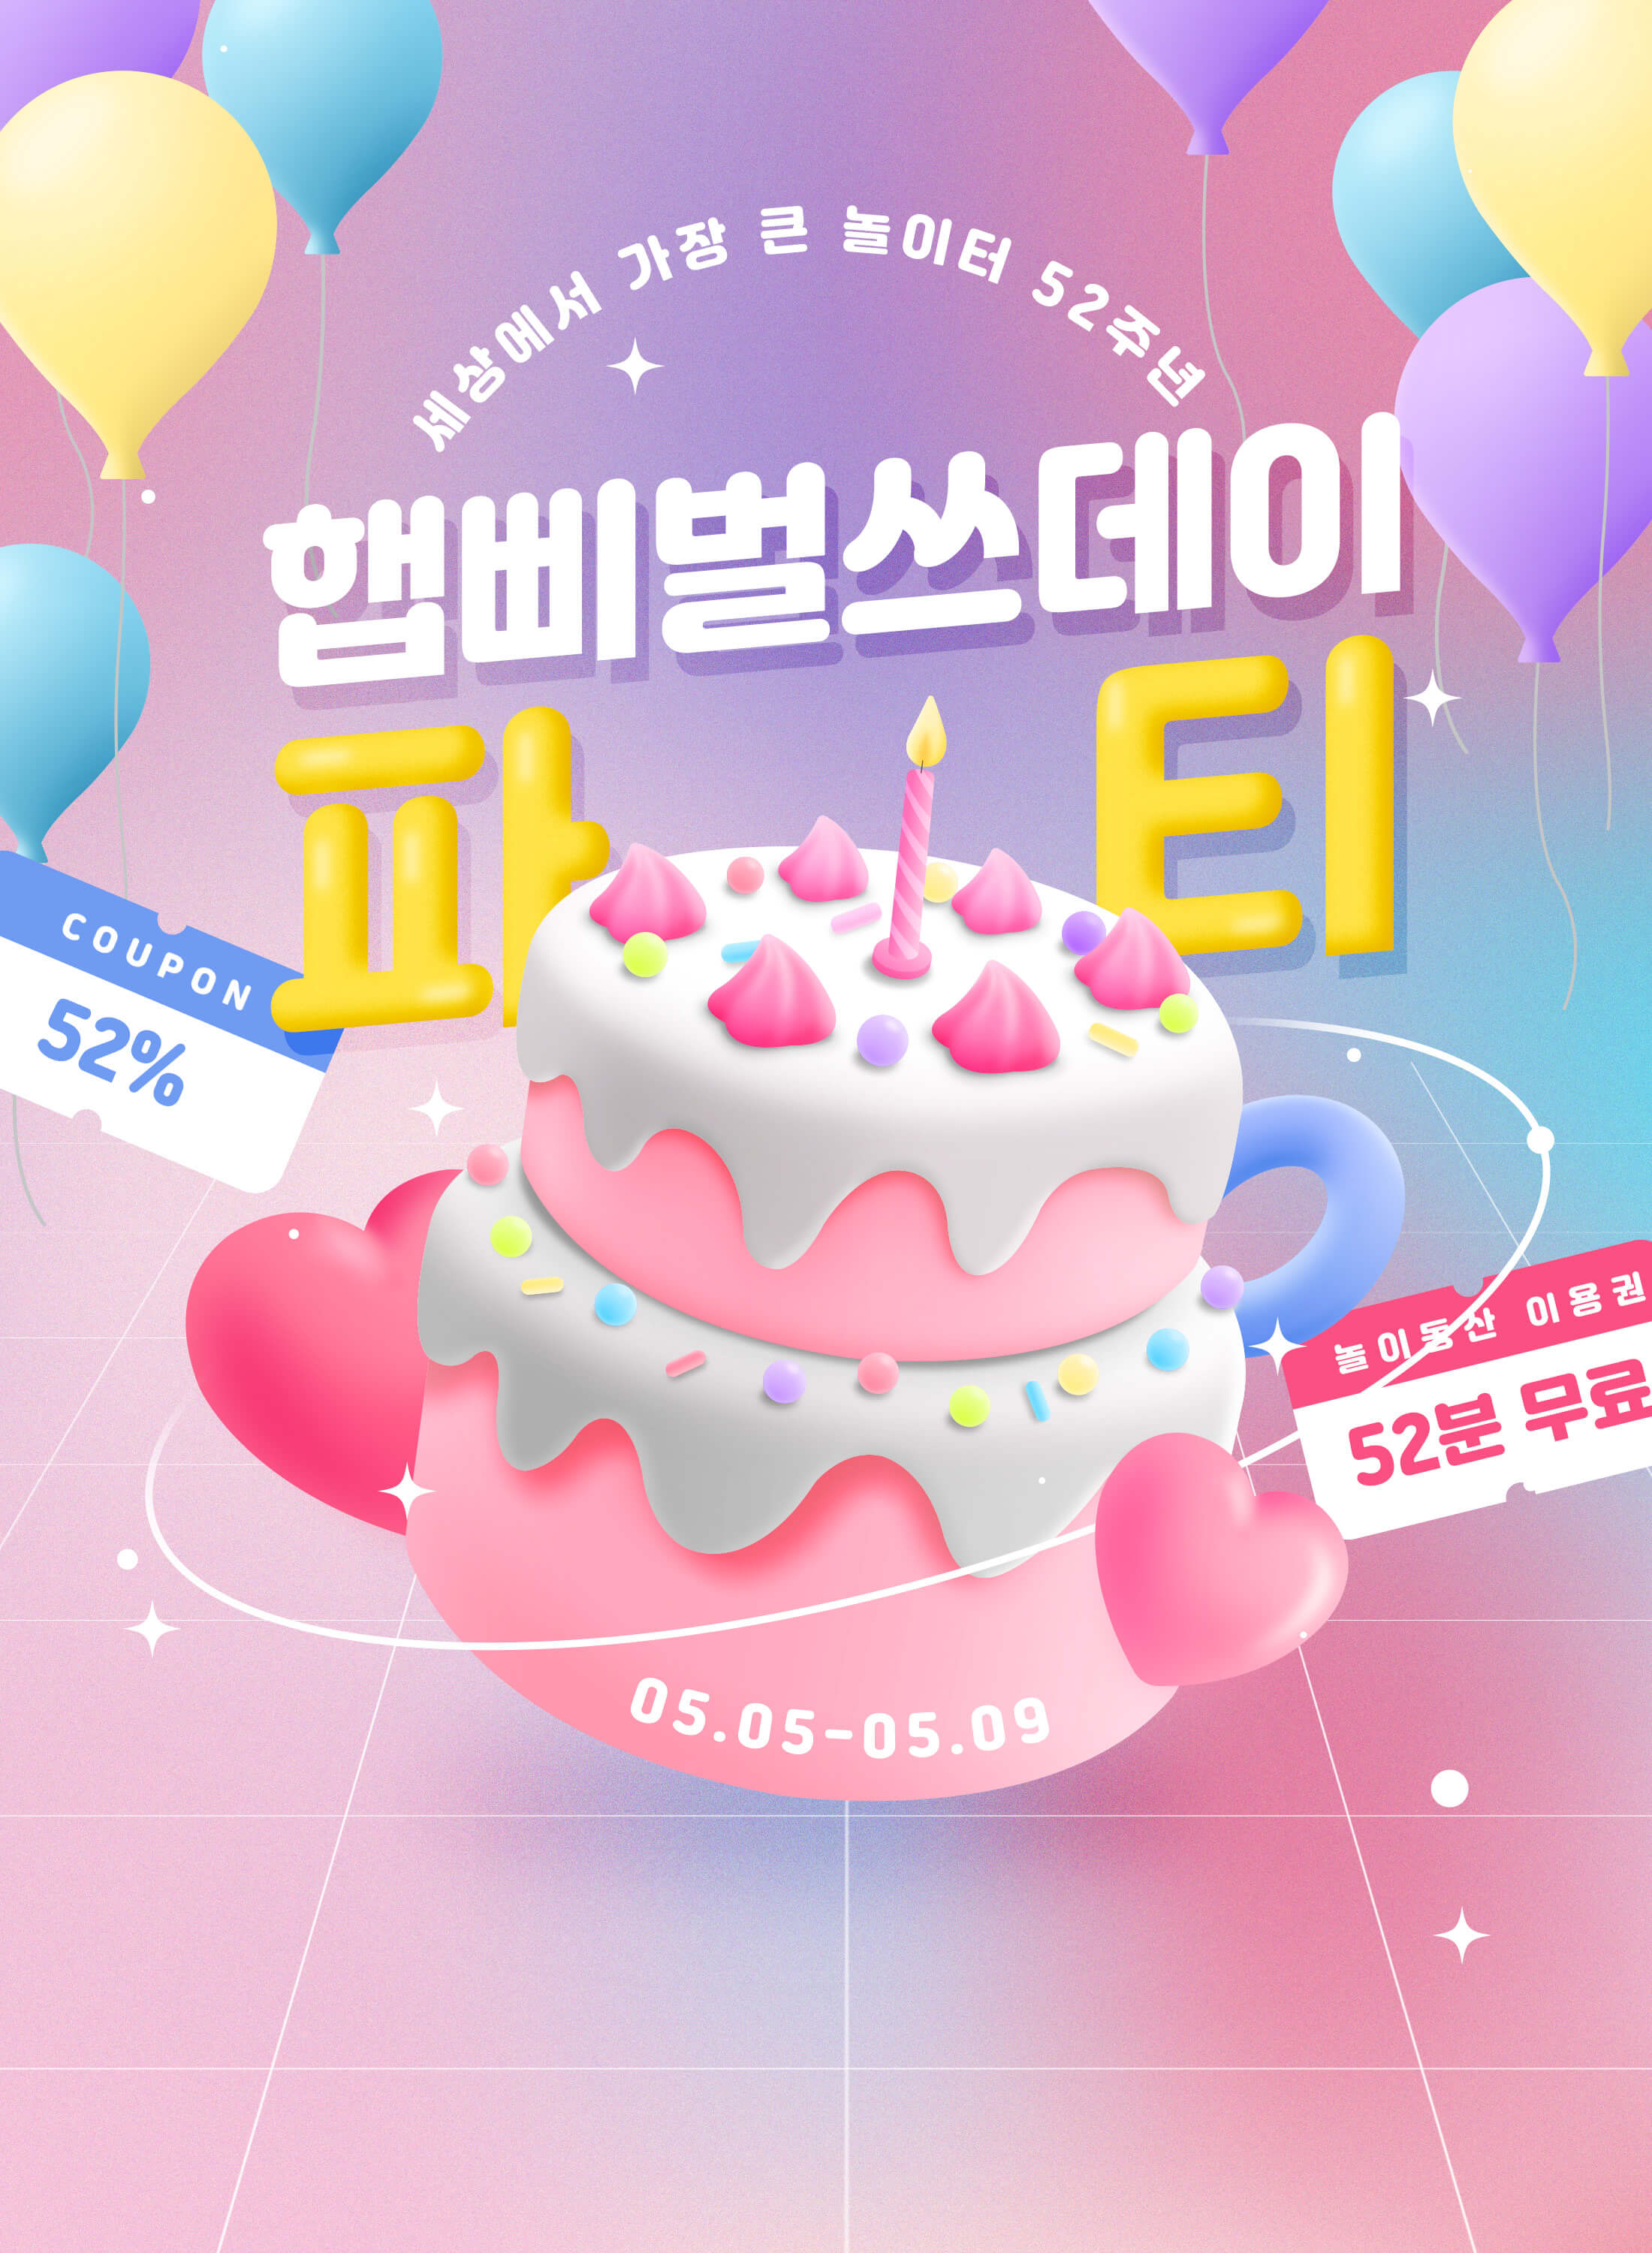 세상에서 가장 큰 놀이터 52주년
햅삐벌쓰데이
파티
COUPON
52%
놀이동산 이용권
52분 무료
05.05-05.09